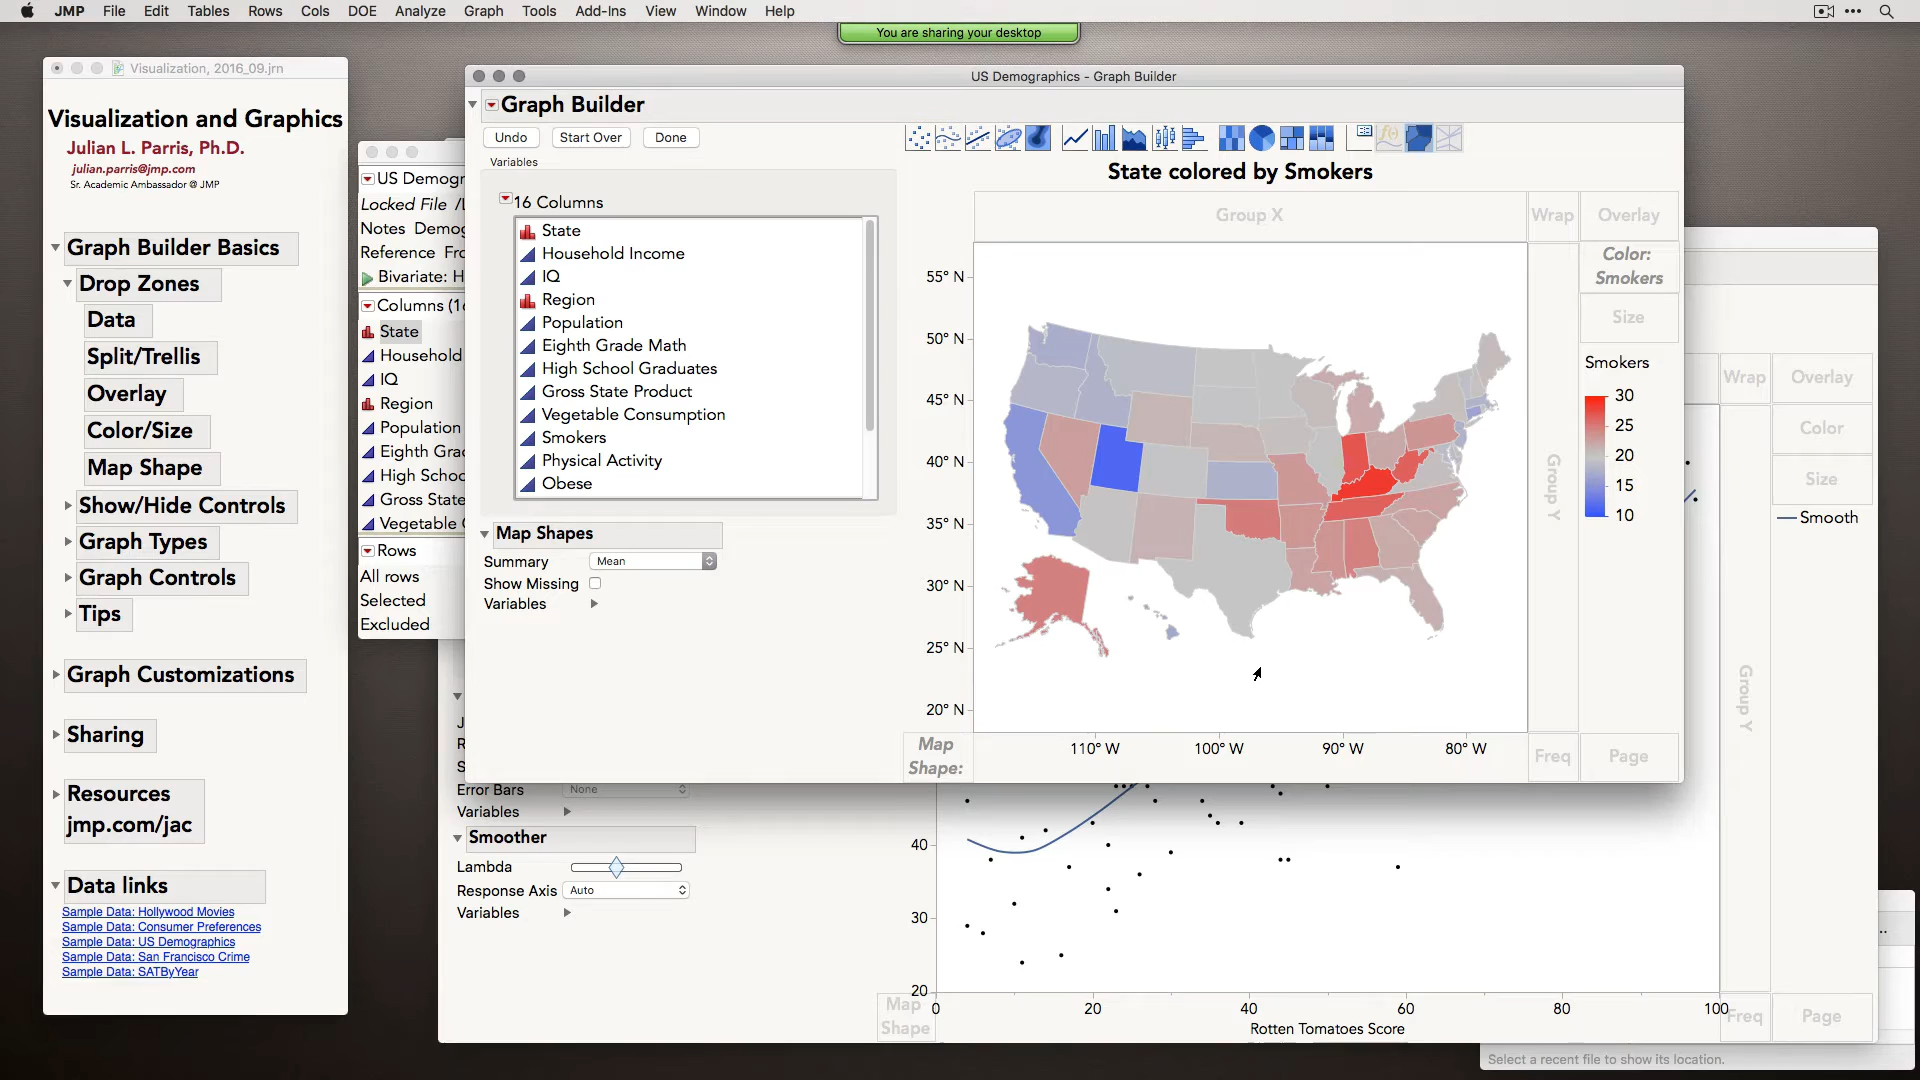 JMP File Edit Tables Rows Cols DOE Analyze Graph Tools Add-Ins View Window Help
You are sharing your desktop
Visualization, 2016_09.jrn
Visualization and Graphics
Julian L. Parris, Ph.D.
julian.parris@jmp.com
Sr. Academic Ambassador @ JMP
Graph Builder Basics
Drop Zones
Data
Split/Trellis
Overlay
Color/Size
Map Shape
Show/Hide Controls
Graph Types
Graph Controls
Tips
Graph Customizations
Sharing
Resources
jmp.com/jac
Data links
Sample Data: Hollywood Movies
Sample Data: Consumer Preferences
Sample Data: US Demographics
Sample Data: San Francisco Crime
Sample Data: SATByYear
US Demogr
Locked File /L
Notes Demog
Reference Fro
Bivariate: H
Columns (16
State
Household
IQ
Region
Population
Eighth Grad
High Schoo
Gross State
Vegetable C
Rows
All rows
Selected
Excluded
US Demographics - Graph Builder
Graph Builder
Undo Start Over Done
Variables
16 Columns
State
Household Income
IQ
Region
Population
Eighth Grade Math
High School Graduates
Gross State Product
Vegetable Consumption
Smokers
Physical Activity
Obese
Map Shapes
Summary Mean
Show Missing
Variables
State colored by Smokers
Group X
Wrap
Overlay
Color:
Smokers
Size
Smokers
30
25
20
15
10
55° N
50° N
45° N
40° N
35° N
30° N
25° N
20° N
110° W 100° W 90° W 80° W
Group Y
Map
Shape:
Freq
Page
Error Bars None
Variables
Smoother
Lambda
Response Axis Auto
Variables
Wrap
Overlay
Color
Size
Smooth
Group Y
40
30
20
0 20 40 60 80 100
Rotten Tomatoes Score
Map
Shape
Freq
Page
Select a recent file to show its location.